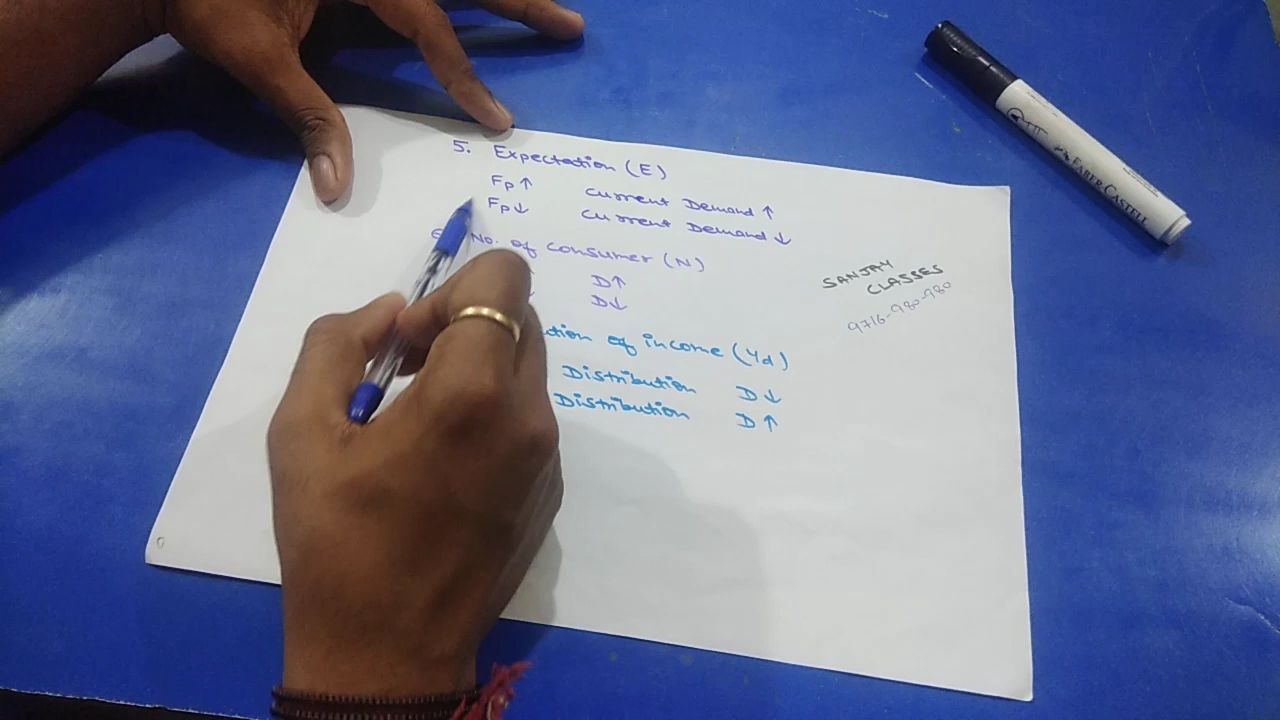 5. Expectation (E)
Fp↑ Current Demand ↑
Fp↓ Current Demand ↓
No. of Consumer (N)
D↑
D↓
of income (Yd)
Distribution D↓
Distribution D↑
SANJAY
CLASSES
9716-980-980
FABER-CASTELL